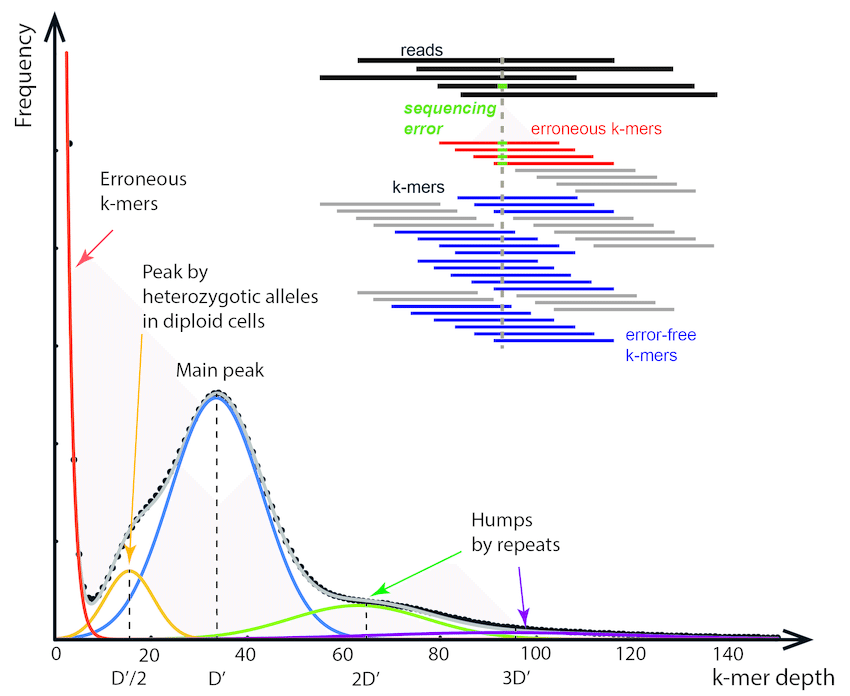 Frequency
reads
sequencing
error
erroneous k-mers
k-mers
error-free
k-mers
Erroneous
k-mers
Peak by
heterozygotic alleles
in diploid cells
Main peak
Humps
by repeats
0 20 40 60 80 100 120 140
D′/2 D′ 2D′ 3D′ k-mer depth